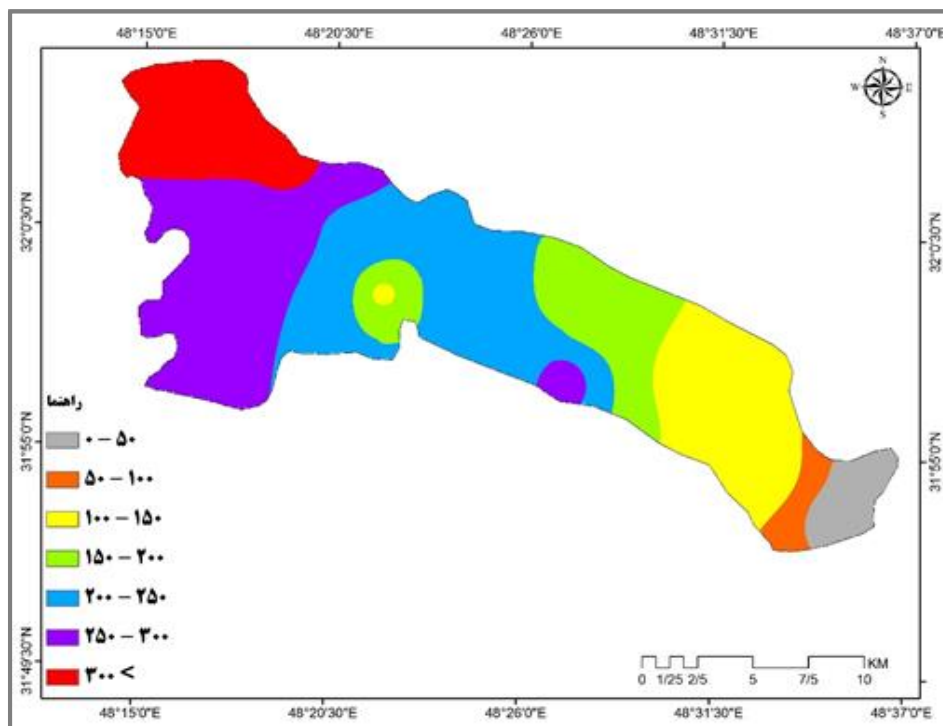 48°15'0"E 48°20'30"E 48°26'0"E 48°31'30"E 48°37'0"E
N
W E
S
32°0'30"N
32°0'30"N
31°55'0"N
31°55'0"N
31°49'30"N
راهنما
۰ – ۵۰
۵۰ – ۱۰۰
۱۰۰ – ۱۵۰
۱۵۰ – ۲۰۰
۲۰۰ – ۲۵۰
۲۵۰ – ۳۰۰
۳۰۰ >
KM
0 1/25 2/5 5 7/5 10
48°15'0"E 48°20'30"E 48°26'0"E 48°31'30"E 48°37'0"E